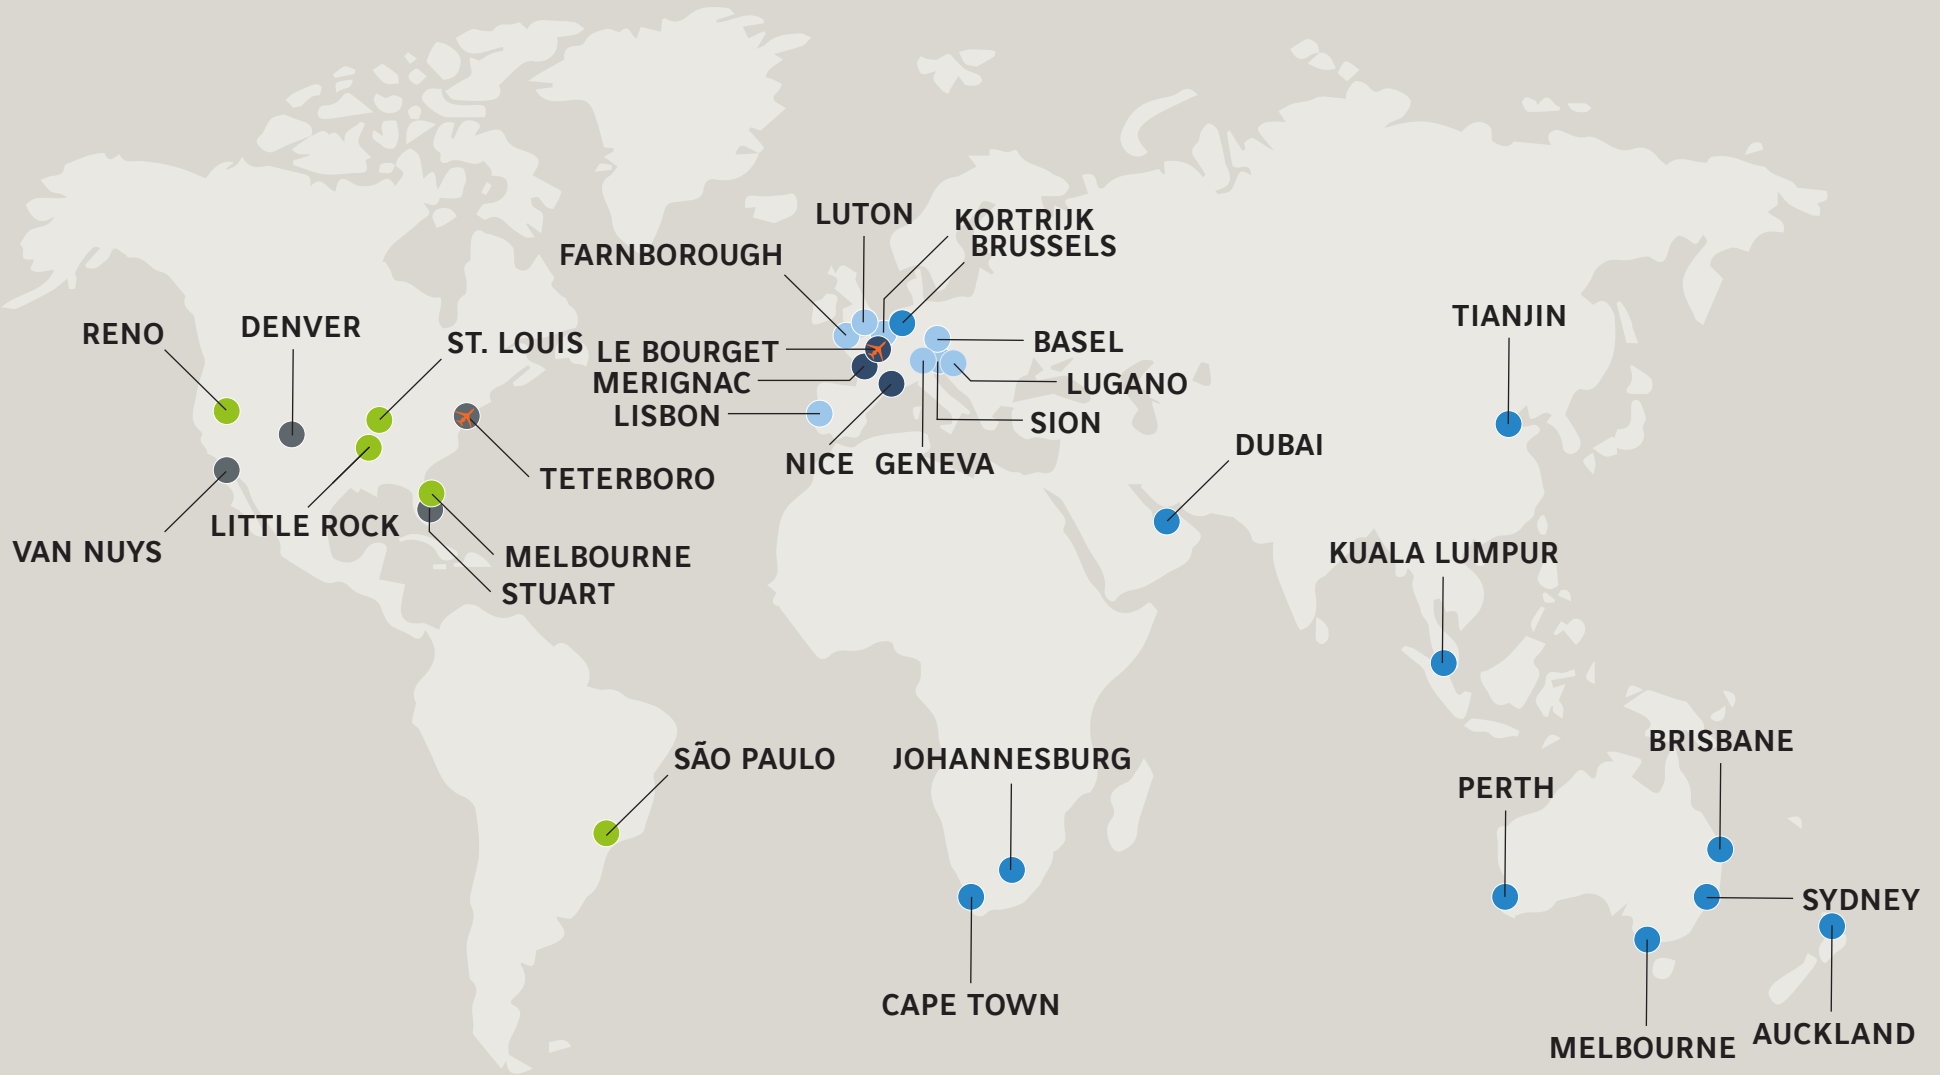 LUTON
KORTRIJK
BRUSSELS
FARNBOROUGH
RENO
DENVER
ST. LOUIS
LE BOURGET
MERIGNAC
LISBON
BASEL
LUGANO
SION
NICE
GENEVA
TIANJIN
DUBAI
TETERBORO
VAN NUYS
LITTLE ROCK
MELBOURNE
STUART
KUALA LUMPUR
SÃO PAULO
JOHANNESBURG
BRISBANE
PERTH
SYDNEY
CAPE TOWN
MELBOURNE
AUCKLAND